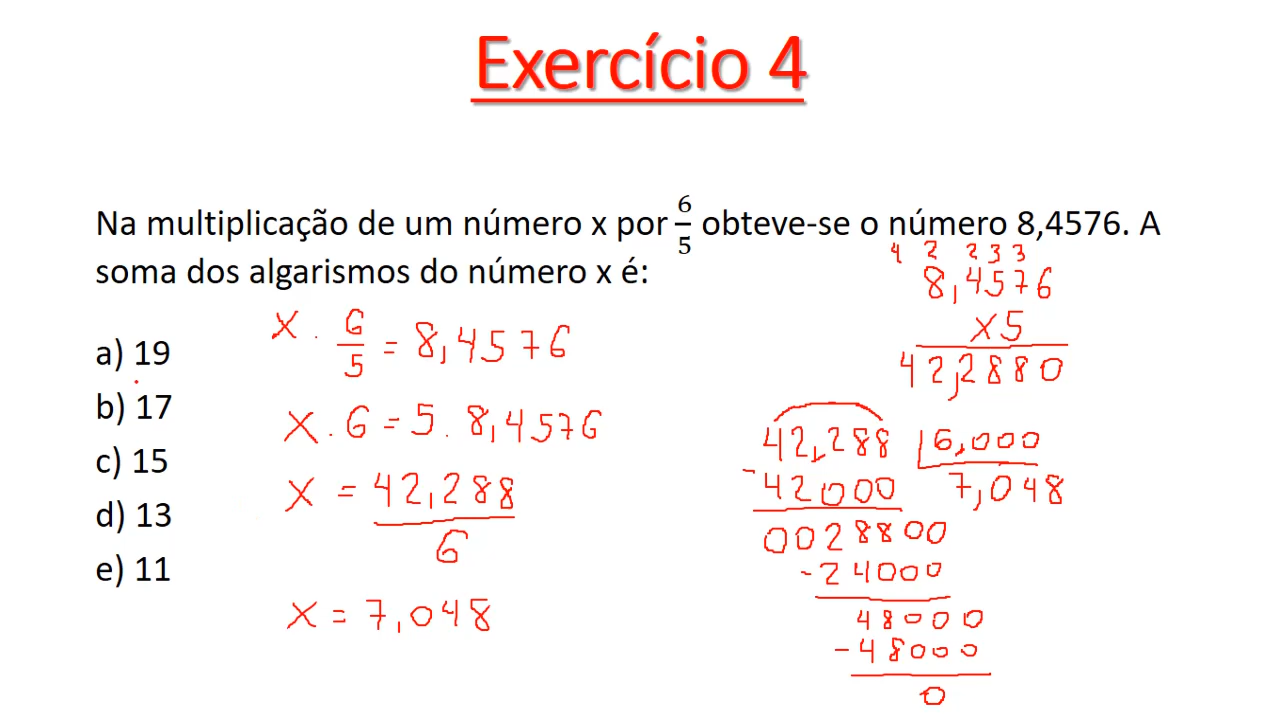 Exercício 4
Na multiplicação de um número x por 6/5 obteve-se o número 8,4576. A
soma dos algarismos do número x é:
a) 19
b) 17
c) 15
d) 13
e) 11
x . 6/5 = 8,4576
x . 6 = 5 . 8,4576
x = 42,288
6
x = 7,048
4 2 2 3 3
8,4576
x5
42,2880
42,288 6,000
-42000 7,048
0028800
-24000
48000
-48000
0